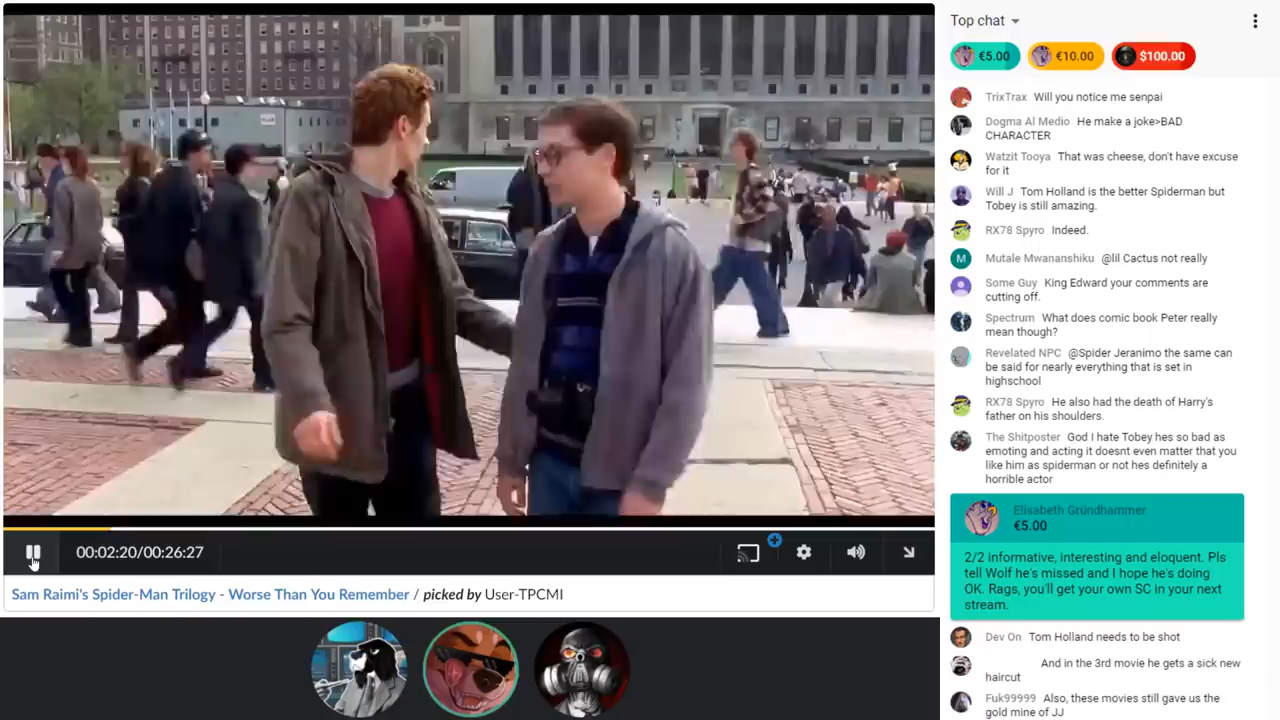 00:02:20/00:26:27
Sam Raimi's Spider-Man Trilogy - Worse Than You Remember / picked by User-TPCMI
Top chat
€5.00 €10.00 $100.00
TrixTrax Will you notice me senpai
Dogma Al Medio He make a joke>BAD
CHARACTER
Watzit Tooya That was cheese, don't have excuse
for it
Will J Tom Holland is the better Spiderman but
Tobey is still amazing.
RX78 Spyro Indeed.
M Mutale Mwananshiku @lil Cactus not really
Some Guy King Edward your comments are
cutting off.
Spectrum What does comic book Peter really
mean though?
Revelated NPC @Spider Jeranimo the same can
be said for nearly everything that is set in
highschool
RX78 Spyro He also had the death of Harry's
father on his shoulders.
The Shitposter God I hate Tobey hes so bad as
emoting and acting it doesnt even matter that you
like him as spiderman or not hes definitely a
horrible actor
Elisabeth Gründhammer
€5.00
2/2 informative, interesting and eloquent. Pls
tell Wolf he's missed and I hope he's doing
OK. Rags, you'll get your own SC in your next
stream.
Dev On Tom Holland needs to be shot
And in the 3rd movie he gets a sick new
haircut
Fuk99999 Also, these movies still gave us the
gold mine of JJ